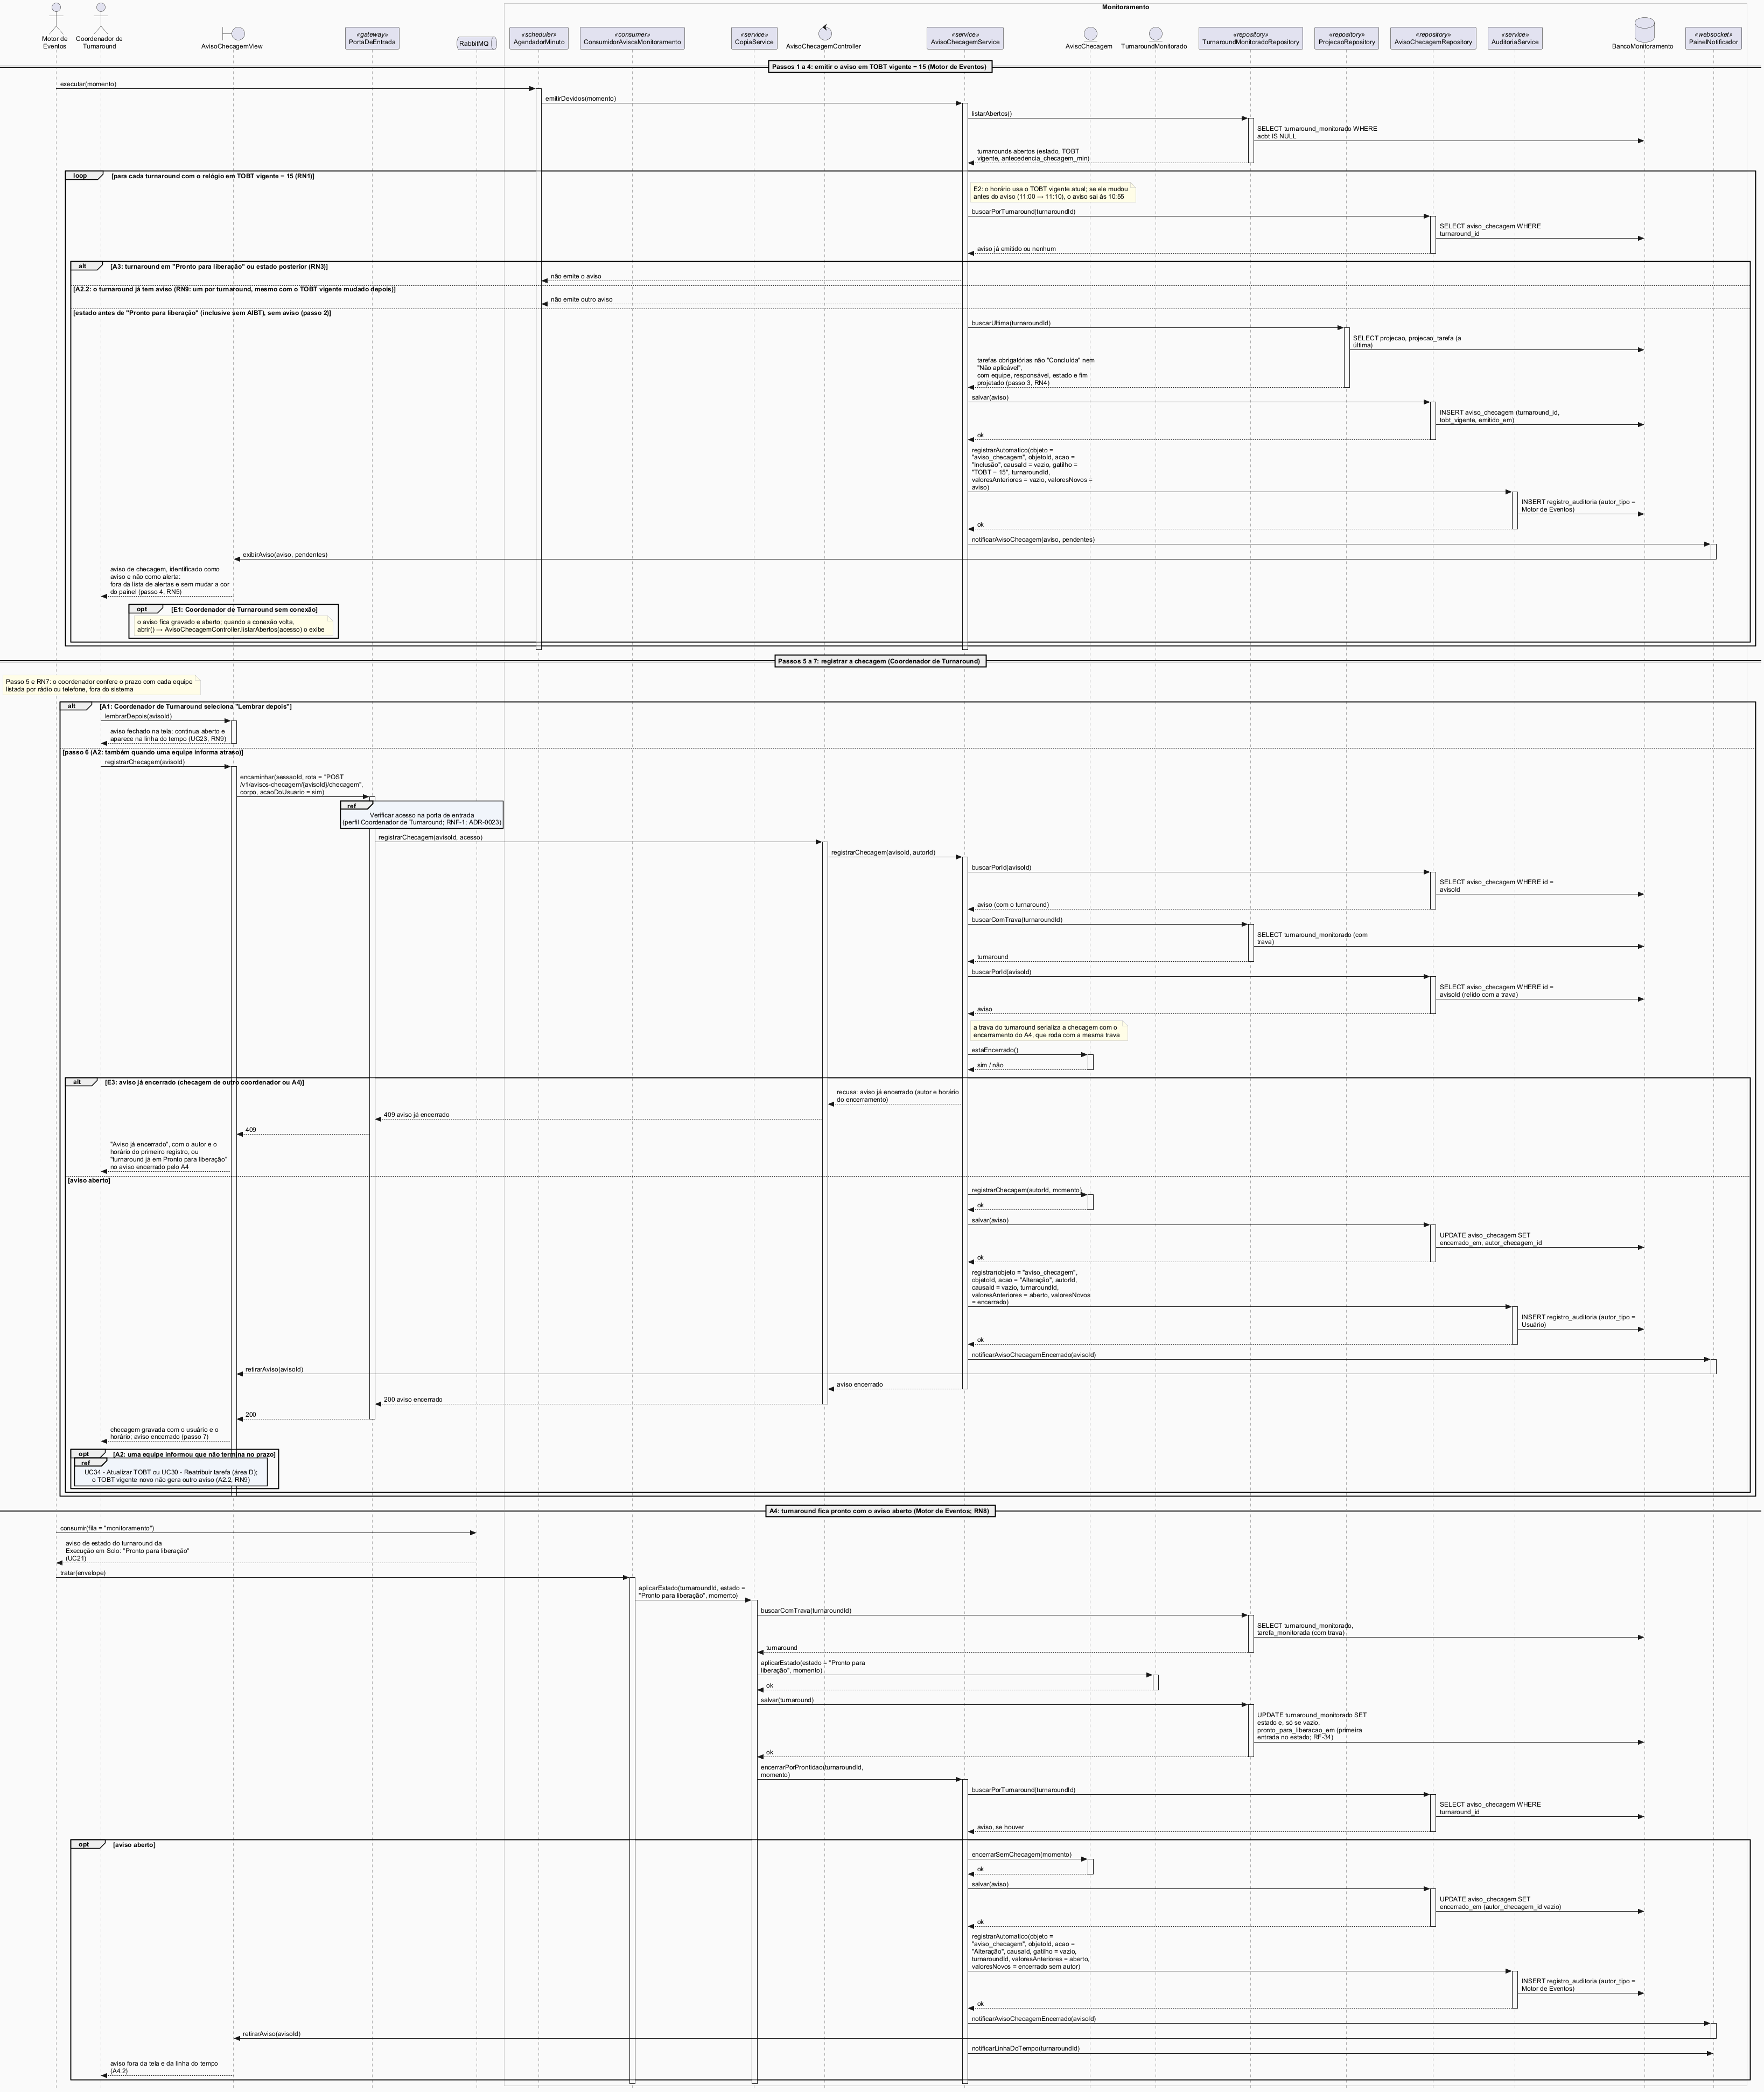 Monitoramento
Motor de
Eventos
Coordenador de
Turnaround
AvisoChecagemView
«gateway»
PortaDeEntrada
RabbitMQ
«scheduler»
AgendadorMinuto
«consumer»
ConsumidorAvisosMonitoramento
«service»
CopiaService
AvisoChecagemController
«service»
AvisoChecagemService
AvisoChecagem
TurnaroundMonitorado
«repository»
TurnaroundMonitoradoRepository
«repository»
ProjecaoRepository
«repository»
AvisoChecagemRepository
«service»
AuditoriaService
BancoMonitoramento
«websocket»
PainelNotificador
Passos 1 a 4: emitir o aviso em TOBT vigente − 15 (Motor de Eventos)
executar(momento)
emitirDevidos(momento)
listarAbertos()
SELECT turnaround_monitorado WHERE
aobt IS NULL
turnarounds abertos (estado, TOBT
vigente, antecedencia_checagem_min)
loop
[para cada turnaround com o relógio em TOBT vigente − 15 (RN1)]
E2: o horário usa o TOBT vigente atual; se ele mudou
antes do aviso (11:00 → 11:10), o aviso sai às 10:55
buscarPorTurnaround(turnaroundId)
SELECT aviso_checagem WHERE
turnaround_id
aviso já emitido ou nenhum
alt
[A3: turnaround em "Pronto para liberação" ou estado posterior (RN3)]
não emite o aviso
[A2.2: o turnaround já tem aviso (RN9: um por turnaround, mesmo com o TOBT vigente mudado depois)]
não emite outro aviso
[estado antes de "Pronto para liberação" (inclusive sem AIBT), sem aviso (passo 2)]
buscarUltima(turnaroundId)
SELECT projecao, projecao_tarefa (a
última)
tarefas obrigatórias não "Concluída" nem
"Não aplicável",
com equipe, responsável, estado e fim
projetado (passo 3, RN4)
salvar(aviso)
INSERT aviso_checagem (turnaround_id,
tobt_vigente, emitido_em)
ok
registrarAutomatico(objeto =
"aviso_checagem", objetoId, acao =
"Inclusão", causaId = vazio, gatilho =
"TOBT − 15", turnaroundId,
valoresAnteriores = vazio, valoresNovos =
aviso)
INSERT registro_auditoria (autor_tipo =
Motor de Eventos)
ok
notificarAvisoChecagem(aviso, pendentes)
exibirAviso(aviso, pendentes)
aviso de checagem, identificado como
aviso e não como alerta:
fora da lista de alertas e sem mudar a cor
do painel (passo 4, RN5)
opt
[E1: Coordenador de Turnaround sem conexão]
o aviso fica gravado e aberto; quando a conexão volta,
abrir() → AvisoChecagemController.listarAbertos(acesso) o exibe
Passos 5 a 7: registrar a checagem (Coordenador de Turnaround)
Passo 5 e RN7: o coordenador confere o prazo com cada equipe
listada por rádio ou telefone, fora do sistema
alt
[A1: Coordenador de Turnaround seleciona "Lembrar depois"]
lembrarDepois(avisoId)
aviso fechado na tela; continua aberto e
aparece na linha do tempo (UC23, RN9)
[passo 6 (A2: também quando uma equipe informa atraso)]
registrarChecagem(avisoId)
encaminhar(sessaoId, rota = "POST
/v1/avisos-checagem/{avisoId}/checagem",
corpo, acaoDoUsuario = sim)
ref
Verificar acesso na porta de entrada
(perfil Coordenador de Turnaround; RNF-1; ADR-0023)
registrarChecagem(avisoId, acesso)
registrarChecagem(avisoId, autorId)
buscarPorId(avisoId)
SELECT aviso_checagem WHERE id =
avisoId
aviso (com o turnaround)
buscarComTrava(turnaroundId)
SELECT turnaround_monitorado (com
trava)
turnaround
buscarPorId(avisoId)
SELECT aviso_checagem WHERE id =
avisoId (relido com a trava)
aviso
a trava do turnaround serializa a checagem com o
encerramento do A4, que roda com a mesma trava
estaEncerrado()
sim / não
alt
[E3: aviso já encerrado (checagem de outro coordenador ou A4)]
recusa: aviso já encerrado (autor e horário
do encerramento)
409 aviso já encerrado
409
"Aviso já encerrado", com o autor e o
horário do primeiro registro, ou
"turnaround já em Pronto para liberação"
no aviso encerrado pelo A4
[aviso aberto]
registrarChecagem(autorId, momento)
ok
salvar(aviso)
UPDATE aviso_checagem SET
encerrado_em, autor_checagem_id
ok
registrar(objeto = "aviso_checagem",
objetoId, acao = "Alteração", autorId,
causaId = vazio, turnaroundId,
valoresAnteriores = aberto, valoresNovos
= encerrado)
INSERT registro_auditoria (autor_tipo =
Usuário)
ok
notificarAvisoChecagemEncerrado(avisoId)
retirarAviso(avisoId)
aviso encerrado
200 aviso encerrado
200
checagem gravada com o usuário e o
horário; aviso encerrado (passo 7)
opt
[A2: uma equipe informou que não termina no prazo]
ref
UC34 - Atualizar TOBT ou UC30 - Reatribuir tarefa (área D);
o TOBT vigente novo não gera outro aviso (A2.2, RN9)
A4: turnaround fica pronto com o aviso aberto (Motor de Eventos; RN8)
consumir(fila = "monitoramento")
aviso de estado do turnaround da
Execução em Solo: "Pronto para liberação"
(UC21)
tratar(envelope)
aplicarEstado(turnaroundId, estado =
"Pronto para liberação", momento)
buscarComTrava(turnaroundId)
SELECT turnaround_monitorado,
tarefa_monitorada (com trava)
turnaround
aplicarEstado(estado = "Pronto para
liberação", momento)
ok
salvar(turnaround)
UPDATE turnaround_monitorado SET
estado e, só se vazio,
pronto_para_liberacao_em (primeira
entrada no estado; RF-34)
ok
encerrarPorProntidao(turnaroundId,
momento)
buscarPorTurnaround(turnaroundId)
SELECT aviso_checagem WHERE
turnaround_id
aviso, se houver
opt
[aviso aberto]
encerrarSemChecagem(momento)
ok
salvar(aviso)
UPDATE aviso_checagem SET
encerrado_em (autor_checagem_id vazio)
ok
registrarAutomatico(objeto =
"aviso_checagem", objetoId, acao =
"Alteração", causaId, gatilho = vazio,
turnaroundId, valoresAnteriores = aberto,
valoresNovos = encerrado sem autor)
INSERT registro_auditoria (autor_tipo =
Motor de Eventos)
ok
notificarAvisoChecagemEncerrado(avisoId)
retirarAviso(avisoId)
notificarLinhaDoTempo(turnaroundId)
aviso fora da tela e da linha do tempo
(A4.2)